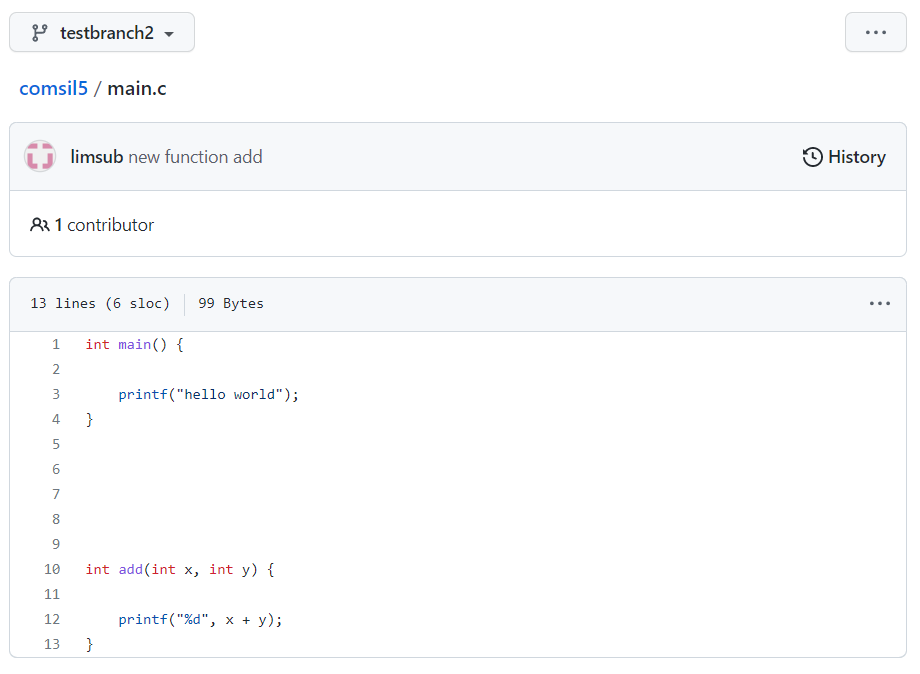 testbranch2
comsil5 / main.c
limsub new function add History
1 contributor
13 lines (6 sloc) 99 Bytes
1 int main() {
2
3     printf("hello world");
4 }
5
6
7
8
9
10 int add(int x, int y) {
11
12     printf("%d", x + y);
13 }